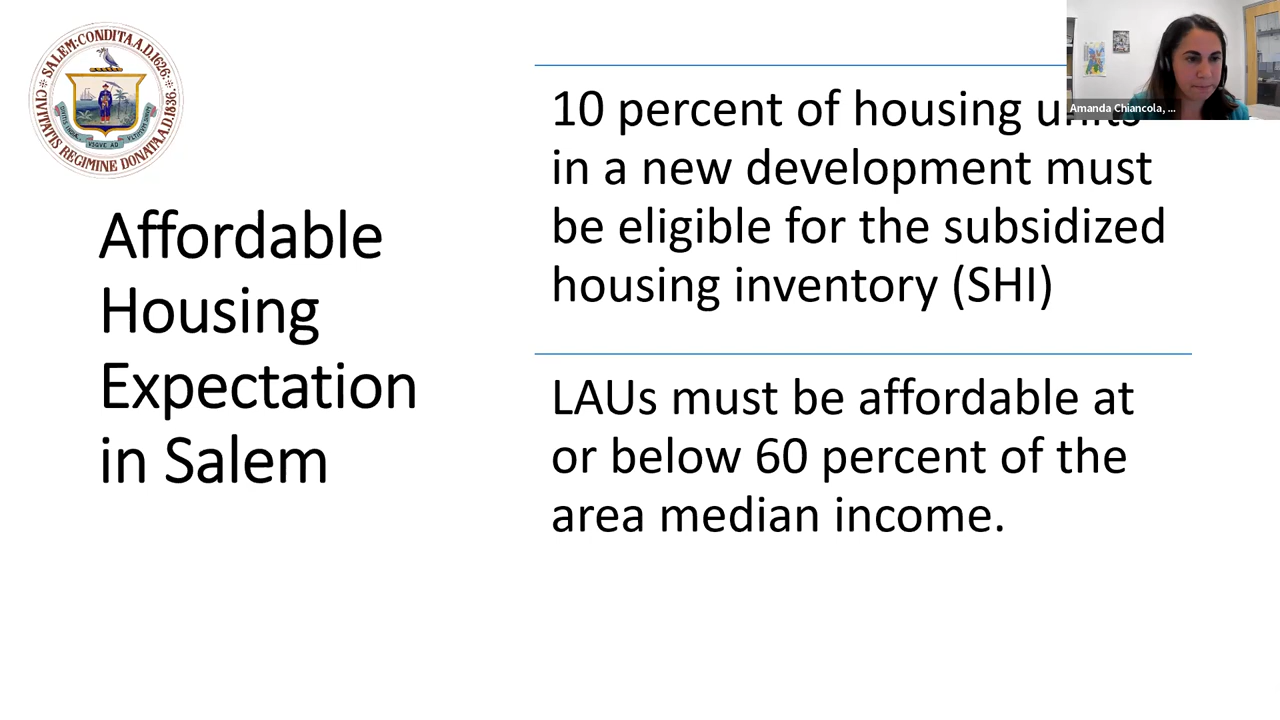 SALEM:CONDITA.A.D.1626:
CIVITATIS REGIMINE DONATA.A.D.1836.
Affordable
Housing
Expectation
in Salem
10 percent of housing units
in a new development must
be eligible for the subsidized
housing inventory (SHI)
LAUs must be affordable at
or below 60 percent of the
area median income.
Amanda Chiancola, ...